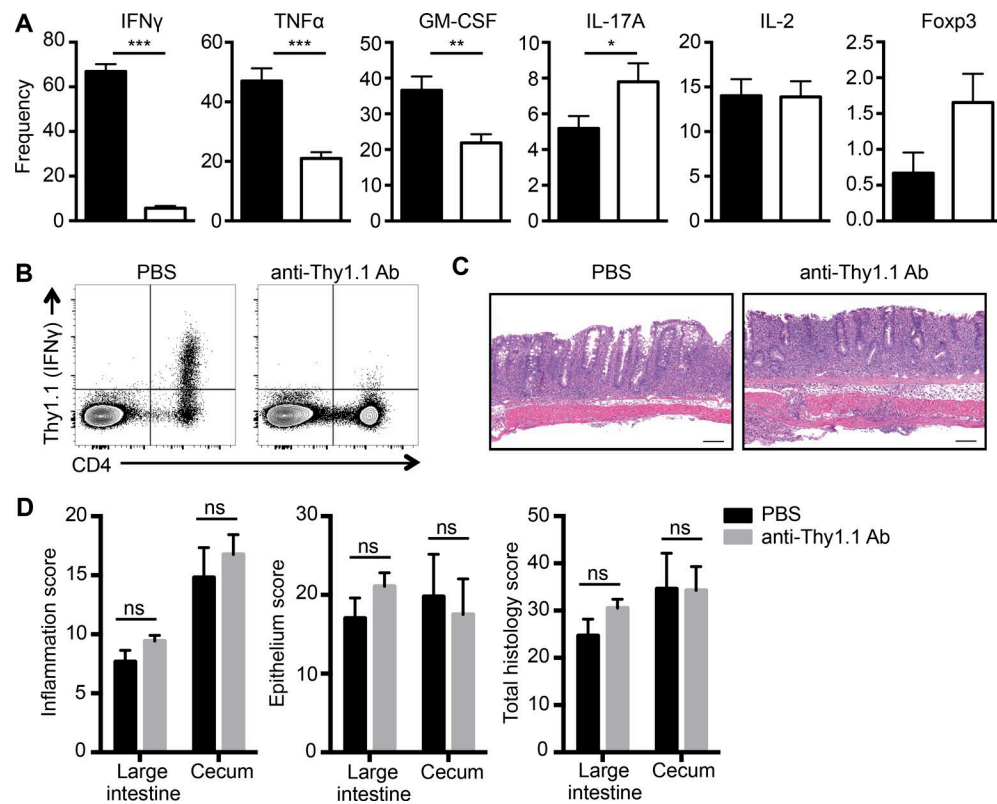 A
IFNγ
TNFα
GM-CSF
IL-17A
IL-2
Foxp3
Frequency
80
60
40
20
0
***
60
40
20
0
***
50
40
30
20
10
0
**
10
8
6
4
2
0
*
20
15
10
5
0
2.5
2.0
1.5
1.0
0.5
0.0
B
PBS
anti-Thy1.1 Ab
Thy1.1 (IFNγ)
CD4
C
PBS
anti-Thy1.1 Ab
D
Inflammation score
20
15
10
5
0
ns
ns
Large
intestine
Cecum
Epithelium score
30
20
10
0
ns
ns
Large
intestine
Cecum
Total histology score
50
40
30
20
10
0
ns
ns
Large
intestine
Cecum
PBS
anti-Thy1.1 Ab